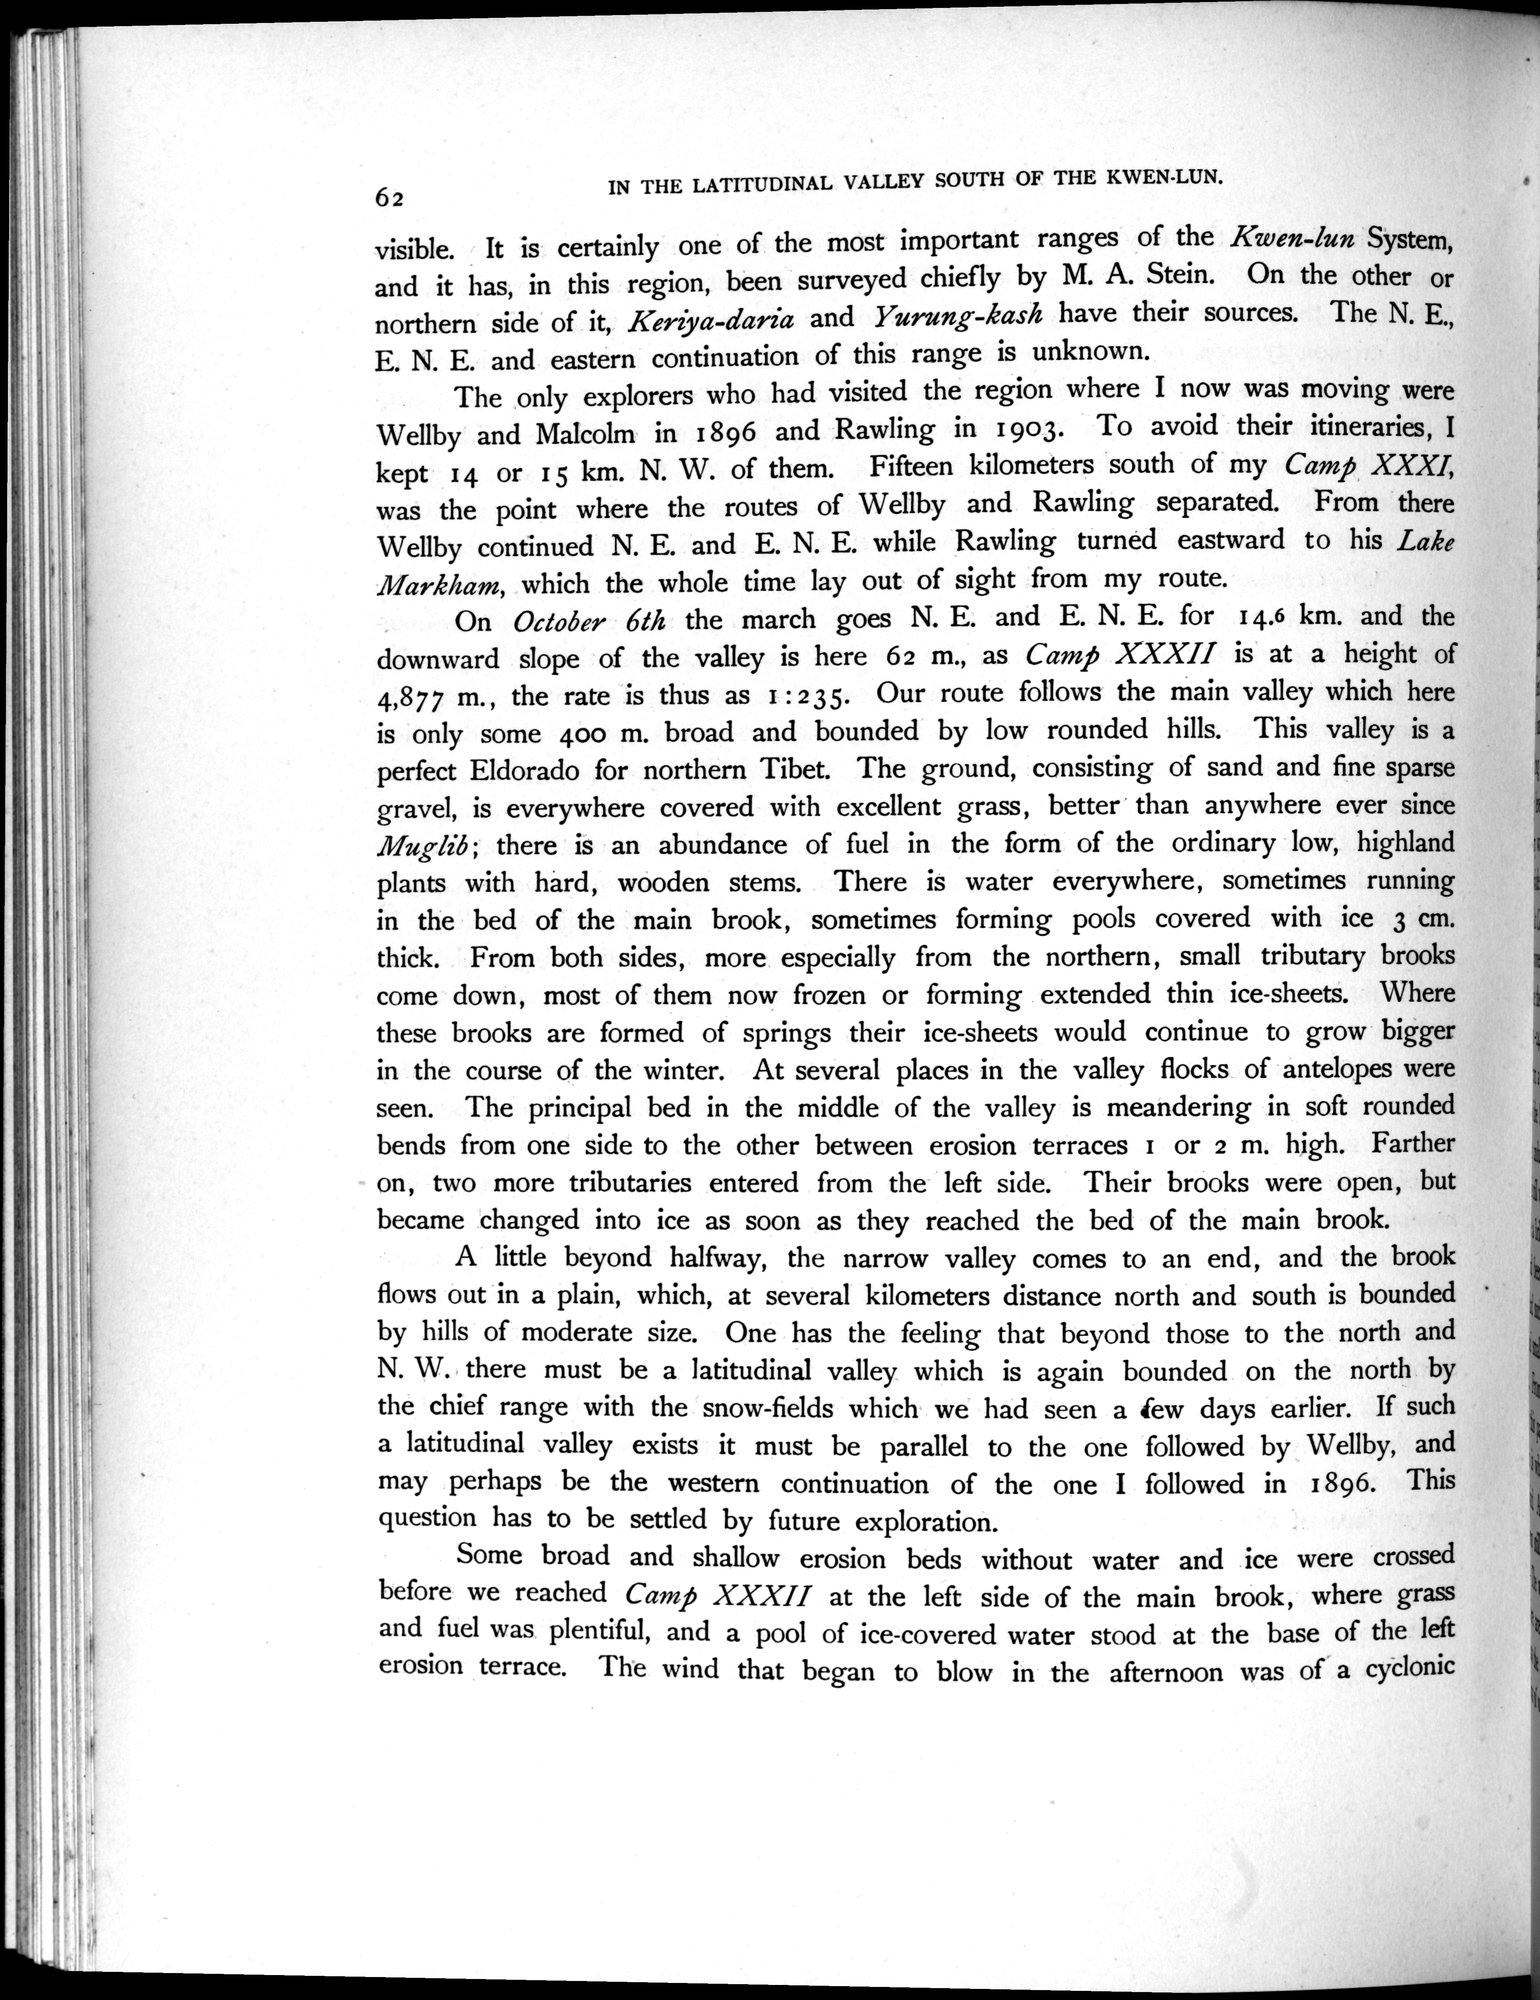 62
IN THE LATITUDINAL VALLEY SOUTH OF THE KWEN-LUN.
visible. It is certainly one of the most important ranges of the Kwen-lun System,
and it has, in this region, been surveyed chiefly by M. A. Stein. On the other or
northern side of it, Keriya-daria and Yurung-kash have their sources. The N. E.,
E. N. E. and eastern continuation of this range is unknown.
The only explorers who had visited the region where I now was moving were
Wellby and Malcolm in 1896 and Rawling in 1903. To avoid their itineraries, I
kept 14 or 15 km. N. W. of them. Fifteen kilometers south of my Camp XXXI,
was the point where the routes of Wellby and Rawling separated. From there
Wellby continued N. E. and E. N. E. while Rawling turned eastward to his Lake
Markham, which the whole time lay out of sight from my route.
On October 6th the march goes N. E. and E. N. E. for 14.6 km. and the
downward slope of the valley is here 62 m., as Camp XXXII is at a height of
4,877 m., the rate is thus as 1:235. Our route follows the main valley which here
is only some 400 m. broad and bounded by low rounded hills. This valley is a
perfect Eldorado for northern Tibet. The ground, consisting of sand and fine sparse
gravel, is everywhere covered with excellent grass, better than anywhere ever since
Muglib; there is an abundance of fuel in the form of the ordinary low, highland
plants with hard, wooden stems. There is water everywhere, sometimes running
in the bed of the main brook, sometimes forming pools covered with ice 3 cm.
thick. From both sides, more especially from the northern, small tributary brooks
come down, most of them now frozen or forming extended thin ice-sheets. Where
these brooks are formed of springs their ice-sheets would continue to grow bigger
in the course of the winter. At several places in the valley flocks of antelopes were
seen. The principal bed in the middle of the valley is meandering in soft rounded
bends from one side to the other between erosion terraces 1 or 2 m. high. Farther
on, two more tributaries entered from the left side. Their brooks were open, but
became changed into ice as soon as they reached the bed of the main brook.
A little beyond halfway, the narrow valley comes to an end, and the brook
flows out in a plain, which, at several kilometers distance north and south is bounded
by hills of moderate size. One has the feeling that beyond those to the north and
N. W. there must be a latitudinal valley which is again bounded on the north by
the chief range with the snow-fields which we had seen a few days earlier. If such
a latitudinal valley exists it must be parallel to the one followed by Wellby, and
may perhaps be the western continuation of the one I followed in 1896. This
question has to be settled by future exploration.
Some broad and shallow erosion beds without water and ice were crossed
before we reached Camp XXXII at the left side of the main brook, where grass
and fuel was plentiful, and a pool of ice-covered water stood at the base of the left
erosion terrace. The wind that began to blow in the afternoon was of a cyclonic